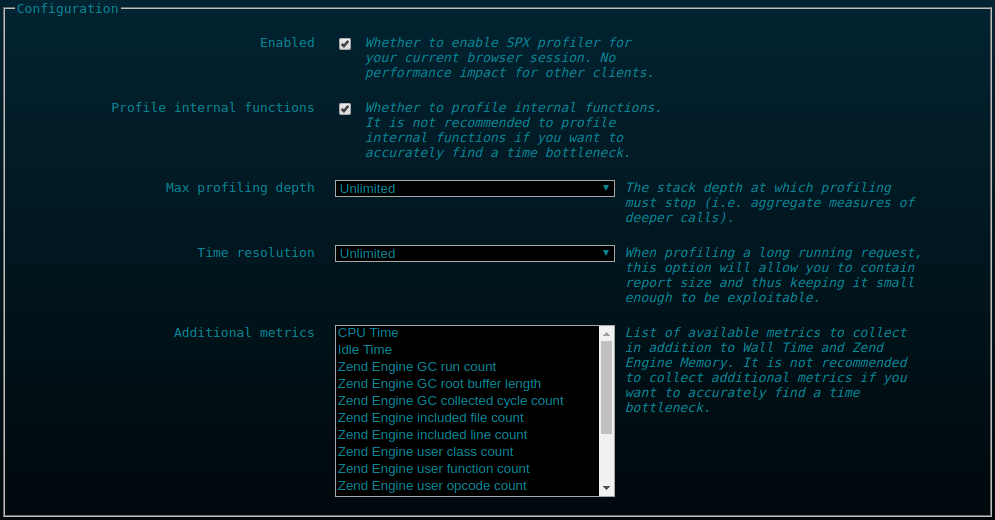 Configuration
Enabled
Whether to enable SPX profiler for
your current browser session. No
performance impact for other clients.
Profile internal functions
Whether to profile internal functions.
It is not recommended to profile
internal functions if you want to
accurately find a time bottleneck.
Max profiling depth
Unlimited
The stack depth at which profiling
must stop (i.e. aggregate measures of
deeper calls).
Time resolution
Unlimited
When profiling a long running request,
this option will allow you to contain
report size and thus keeping it small
enough to be exploitable.
Additional metrics
CPU Time
Idle Time
Zend Engine GC run count
Zend Engine GC root buffer length
Zend Engine GC collected cycle count
Zend Engine included file count
Zend Engine included line count
Zend Engine user class count
Zend Engine user function count
Zend Engine user opcode count
List of available metrics to collect
in addition to Wall Time and Zend
Engine Memory. It is not recommended
to collect additional metrics if you
want to accurately find a time
bottleneck.